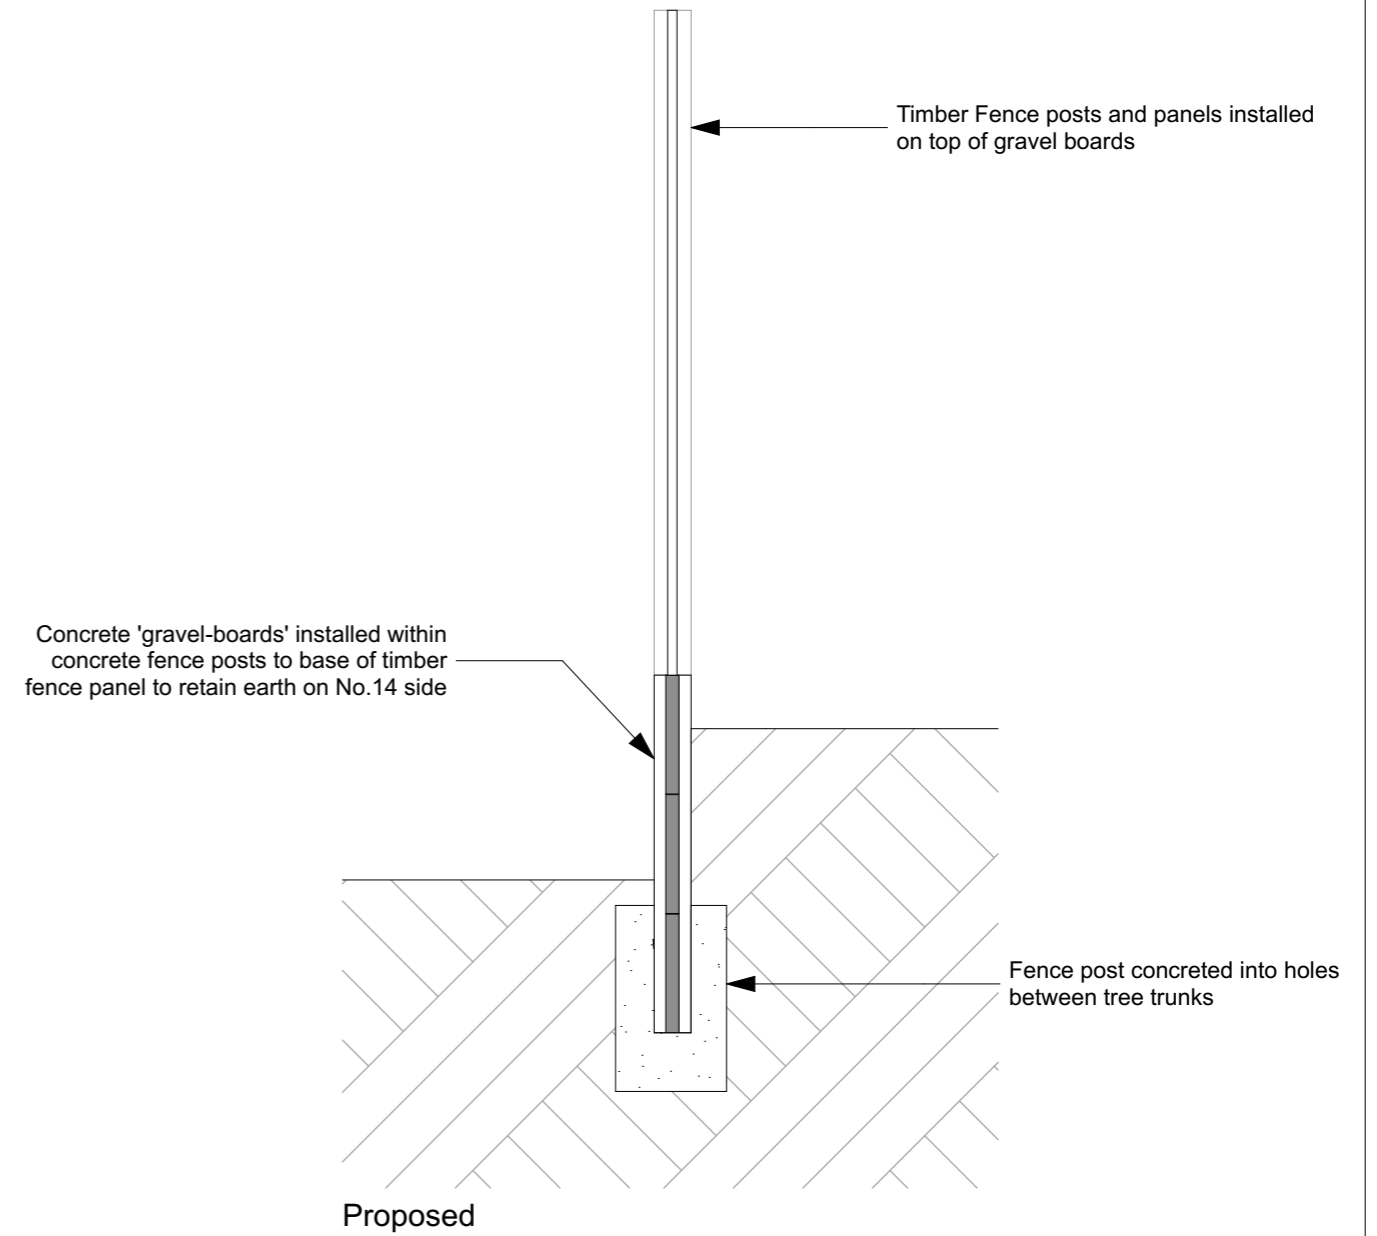 Timber Fence posts and panels installed
on top of gravel boards
Concrete 'gravel-boards' installed within
concrete fence posts to base of timber
fence panel to retain earth on No.14 side
Fence post concreted into holes
between tree trunks
Proposed